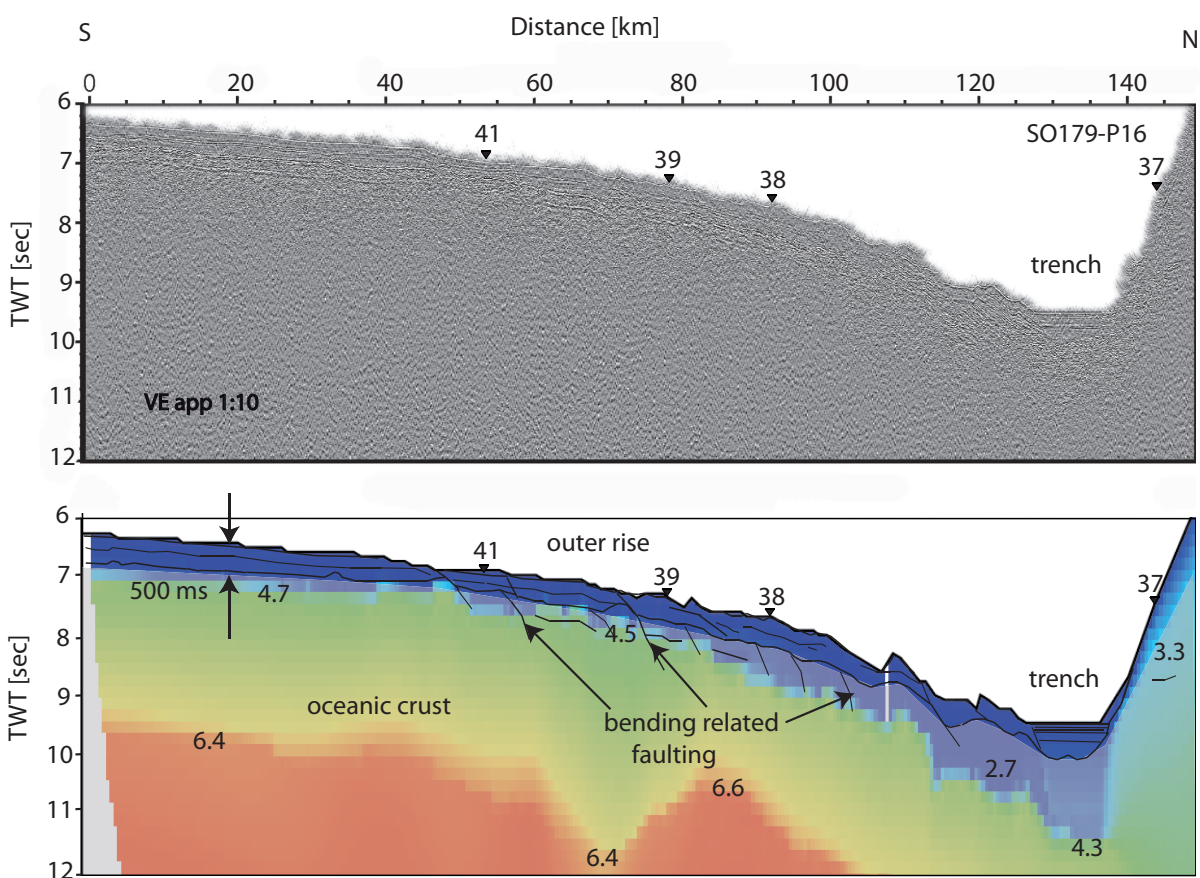 Distance [km]
S
N
0 20 40 60 80 100 120 140
6
7
8
9
10
11
12
TWT [sec]
SO179-P16
41
39
38
37
trench
VE app 1:10
6
7
8
9
10
11
12
TWT [sec]
41
outer rise
39
38
37
500 ms
4.7
4.5
3.3
trench
oceanic crust
bending related
faulting
6.4
2.7
6.6
6.4
4.3